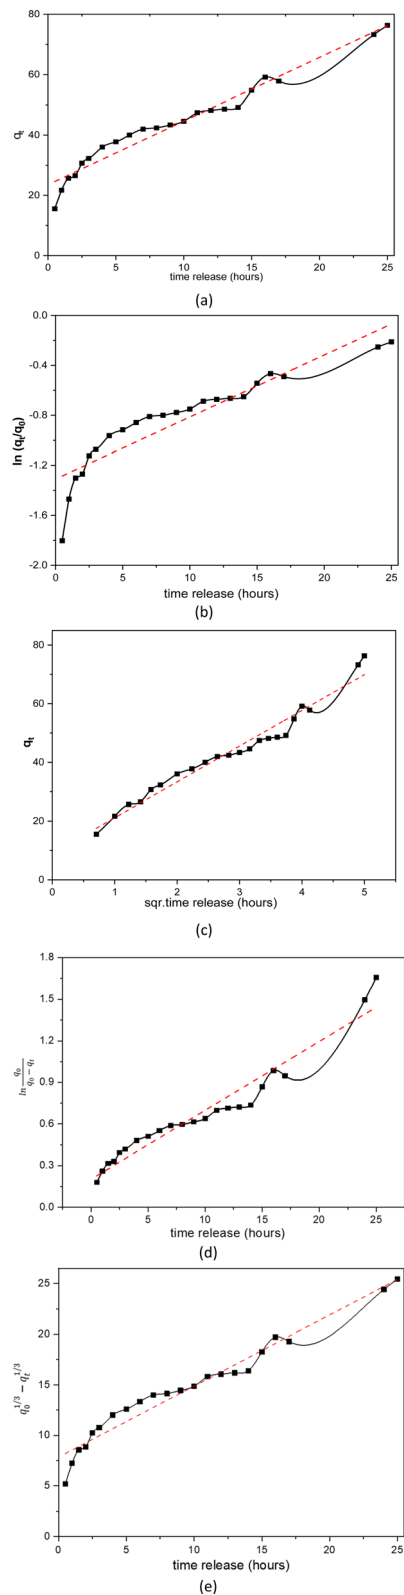 80
60
40
20
0
q_t
0 5 10 15 20 25
time release (hours)
(a)
0.0
-0.4
-0.8
-1.2
-1.6
-2.0
ln (q_t/q_0)
0 5 10 15 20 25
time release (hours)
(b)
80
60
40
20
0
q_t
0 1 2 3 4 5
sqr.time release (hours)
(c)
1.8
1.5
1.2
0.9
0.6
0.3
0.0
ln q_0 / q_0 − q_t
0 5 10 15 20 25
time release (hours)
(d)
25
20
15
10
5
0
q_0^1/3 − q_t^1/3
0 5 10 15 20 25
time release (hours)
(e)